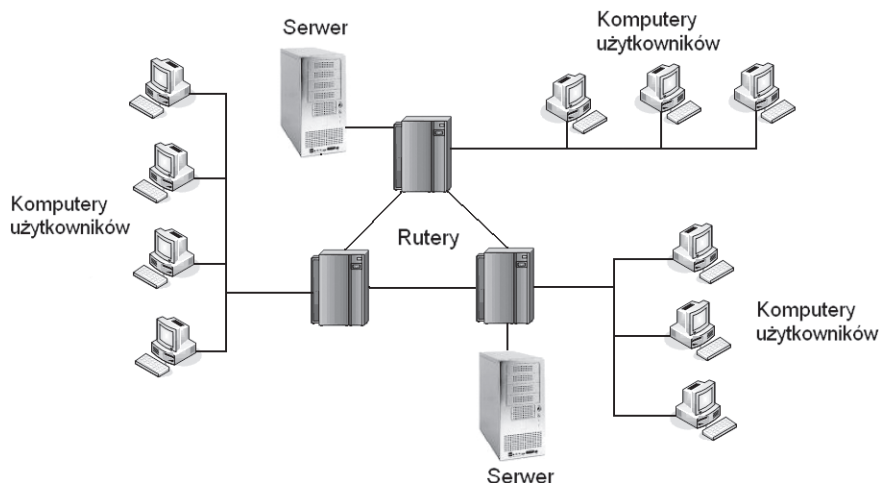 Serwer
Komputery
użytkowników
Komputery
użytkowników
Rutery
Komputery
użytkowników
Serwer